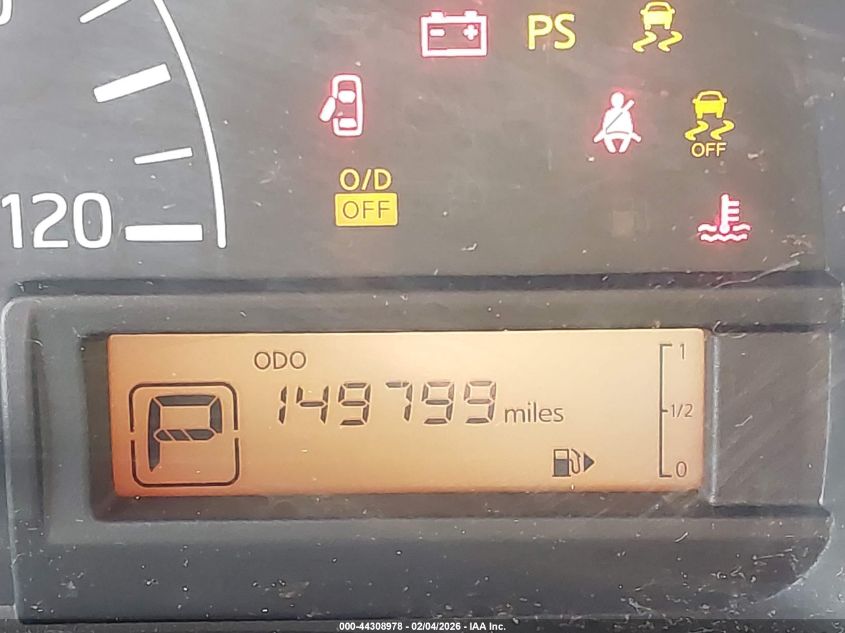 PS
OFF
O/D
OFF
120
ODO
149799 miles
P
1
1/2
0
000-44308978 - 02/04/2026 - IAA Inc.